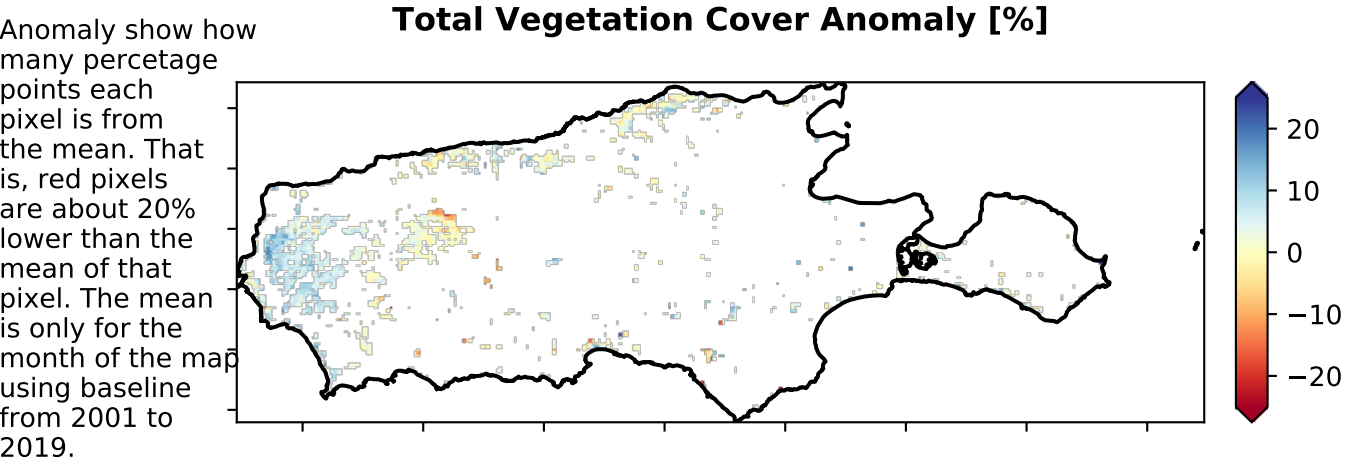 Total Vegetation Cover Anomaly [%]
Anomaly show how
many percetage
points each
pixel is from
the mean. That
is, red pixels
are about 20%
lower than the
mean of that
pixel. The mean
is only for the
month of the map
using baseline
from 2001 to
2019.
20
10
0
−10
−20